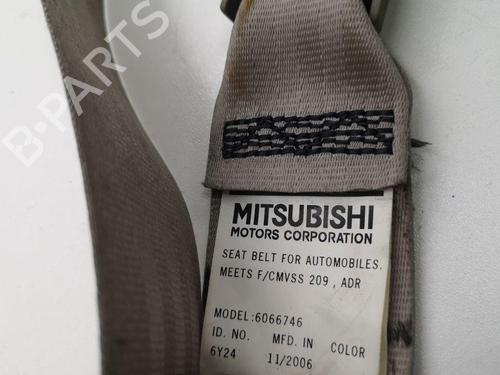 B-PARTS
MITSUBISHI
MOTORS CORPORATION
SEAT BELT FOR AUTOMOBILES.
MEETS F/CMVSS 209 , ADR
MODEL:6066746
ID. NO. MFD. IN COLOR
6Y24 11/2006